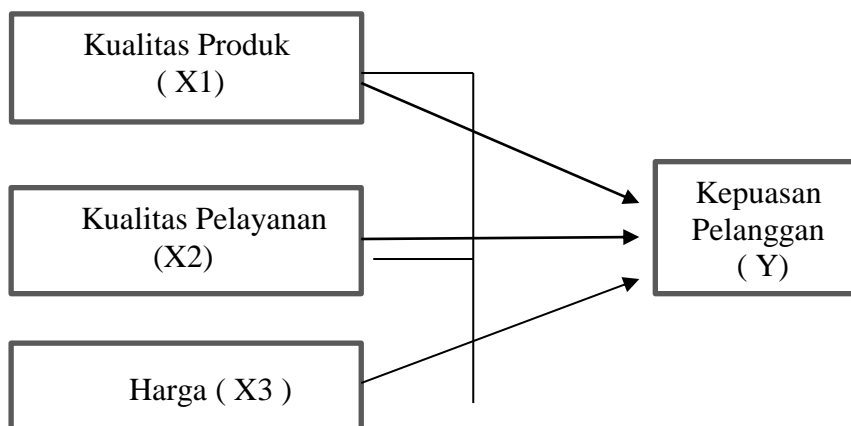 Kualitas Produk
( X1)
Kualitas Pelayanan
(X2)
Harga ( X3 )
Kepuasan
Pelanggan
( Y)